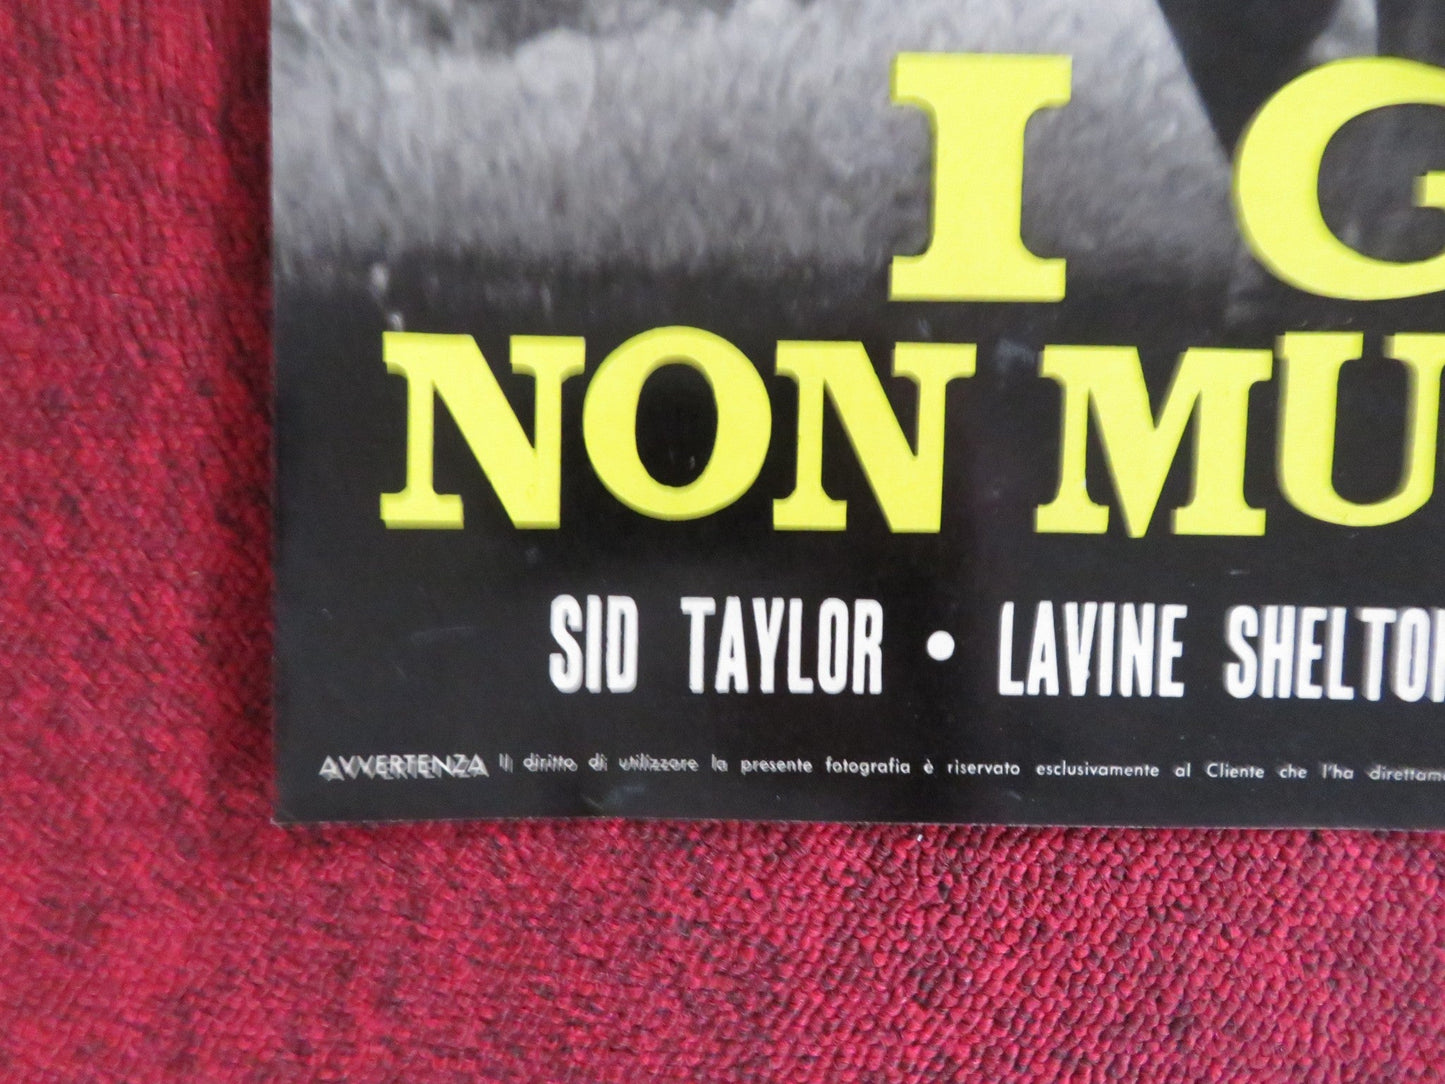 I G
NON MU
SID TAYLOR • LAVINE SHELTON
AVVERTENZA Il diritto di utilizzare la presente fotografia è riservato esclusivamente al Cliente che l'ha direttam